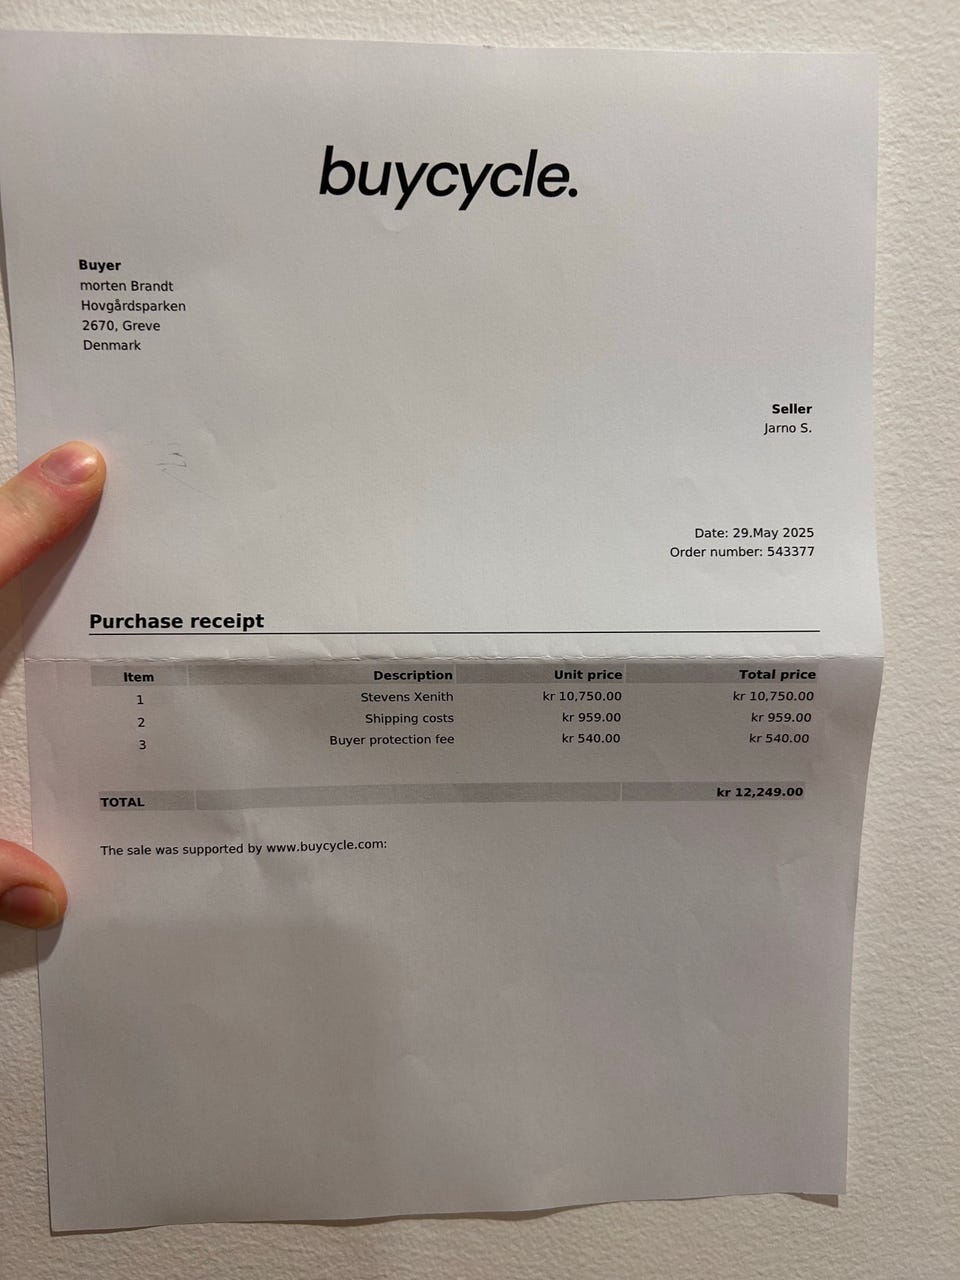 buycycle.
Buyer
morten Brandt
Hovgårdsparken
2670, Greve
Denmark
Seller
Jarno S.
Date: 29.May 2025
Order number: 543377
Purchase receipt
Item Description Unit price Total price
1 Stevens Xenith kr 10,750.00 kr 10,750.00
2 Shipping costs kr 959.00 kr 959.00
3 Buyer protection fee kr 540.00 kr 540.00
TOTAL kr 12,249.00
The sale was supported by www.buycycle.com: